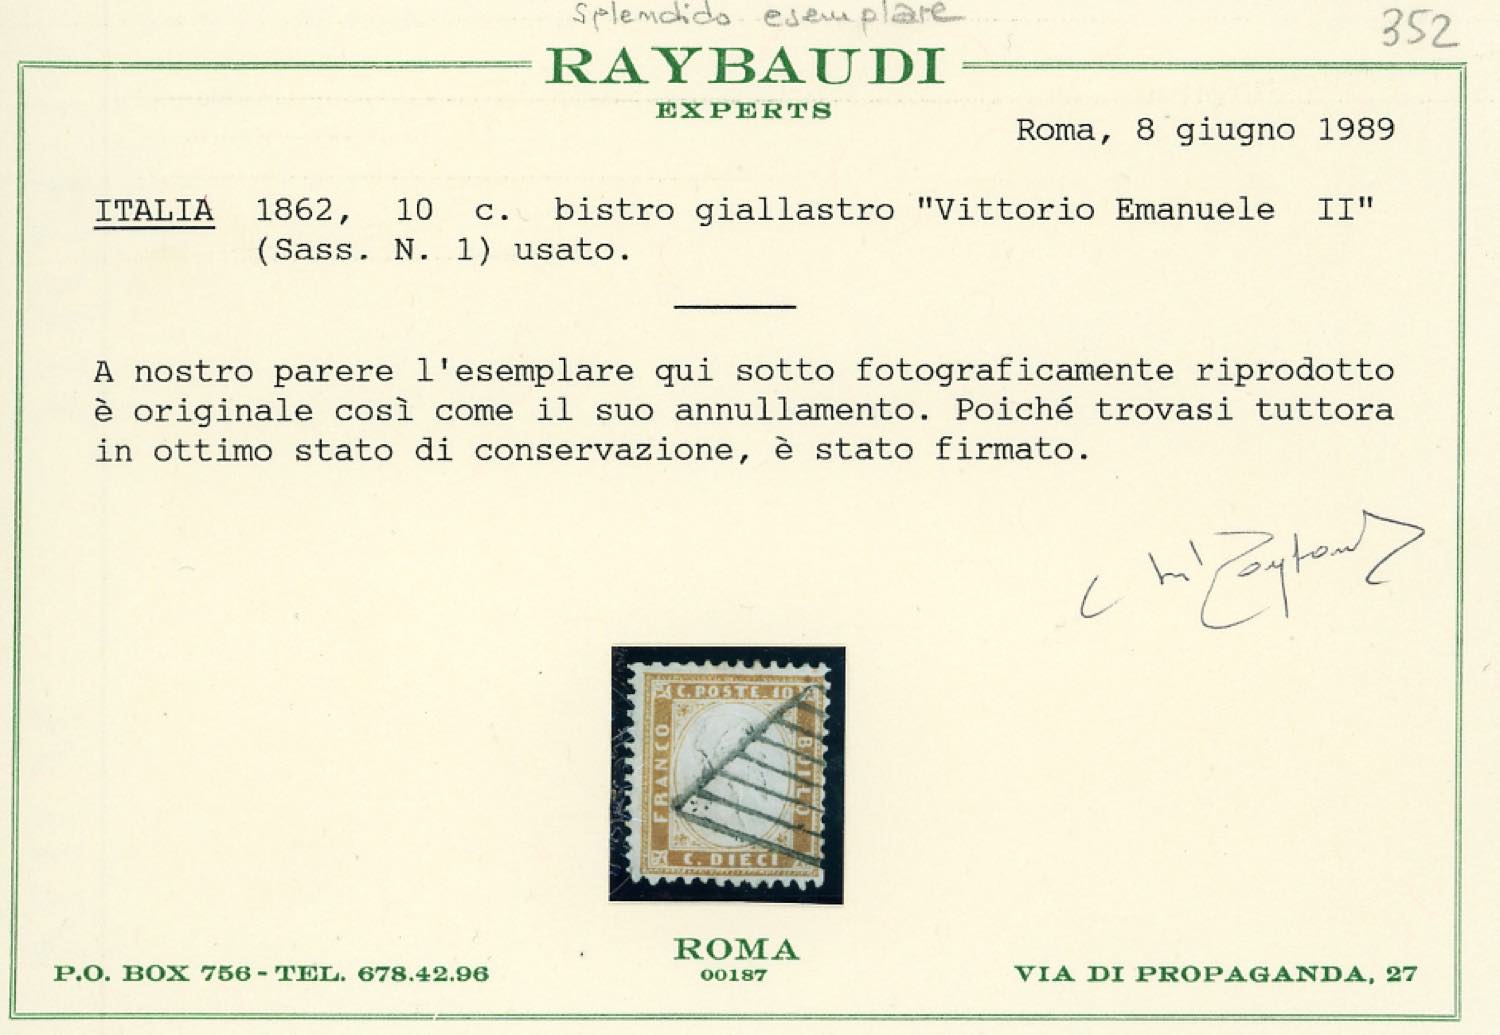 splendido esemplare
352
RAYBAUDI
EXPERTS
Roma, 8 giugno 1989
ITALIA 1862, 10 c. bistro giallastro "Vittorio Emanuele II"
(Sass. N. 1) usato.
A nostro parere l'esemplare qui sotto fotograficamente riprodotto
è originale così come il suo annullamento. Poiché trovasi tuttora
in ottimo stato di conservazione, è stato firmato.
C. POSTE. 10
FRANCO
BOLLO
C. DIECI
ROMA
00187
P.O. BOX 756 - TEL. 678.42.96
VIA DI PROPAGANDA, 27